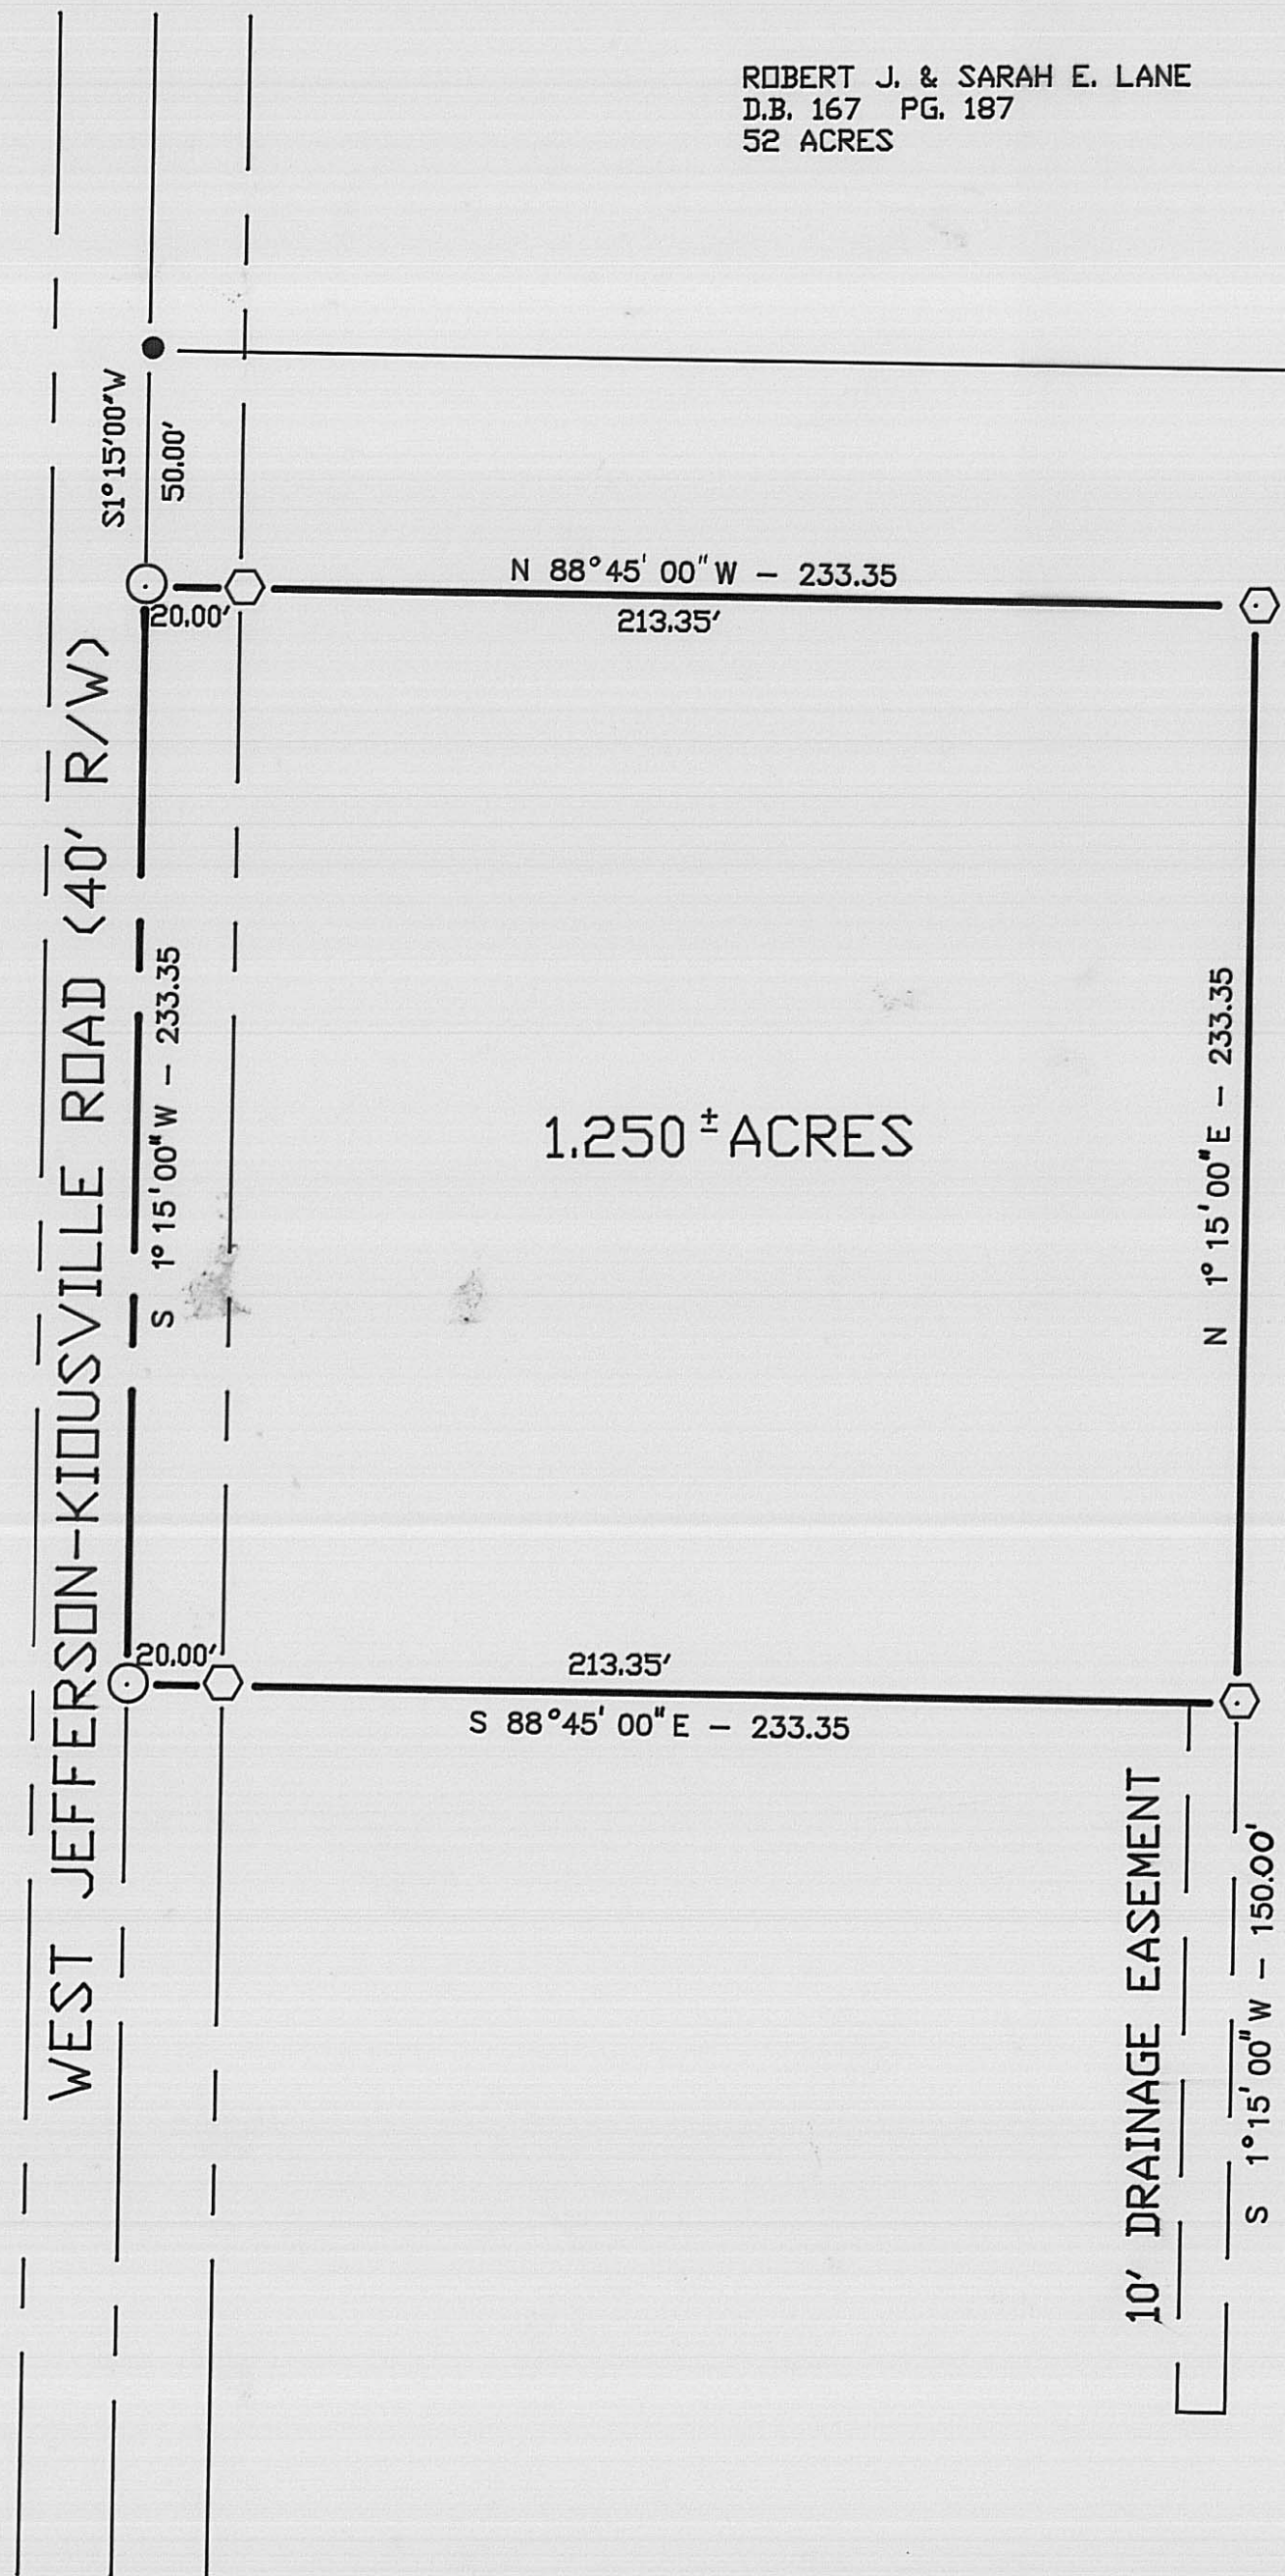 ROBERT J. & SARAH E. LANE
D.B. 167 PG. 187
52 ACRES
S1°15'00"W
50.00'
N 88°45' 00" W - 233.35
20.00'
213.35'
WEST JEFFERSON-KIOUSVILLE ROAD (40' R/W)
S 1° 15' 00" W - 233.35
1.250 ± ACRES
N 1° 15' 00" E - 233.35
20.00'
213.35'
S 88°45' 00" E - 233.35
10' DRAINAGE EASEMENT
S 1° 15' 00" W - 150.00'